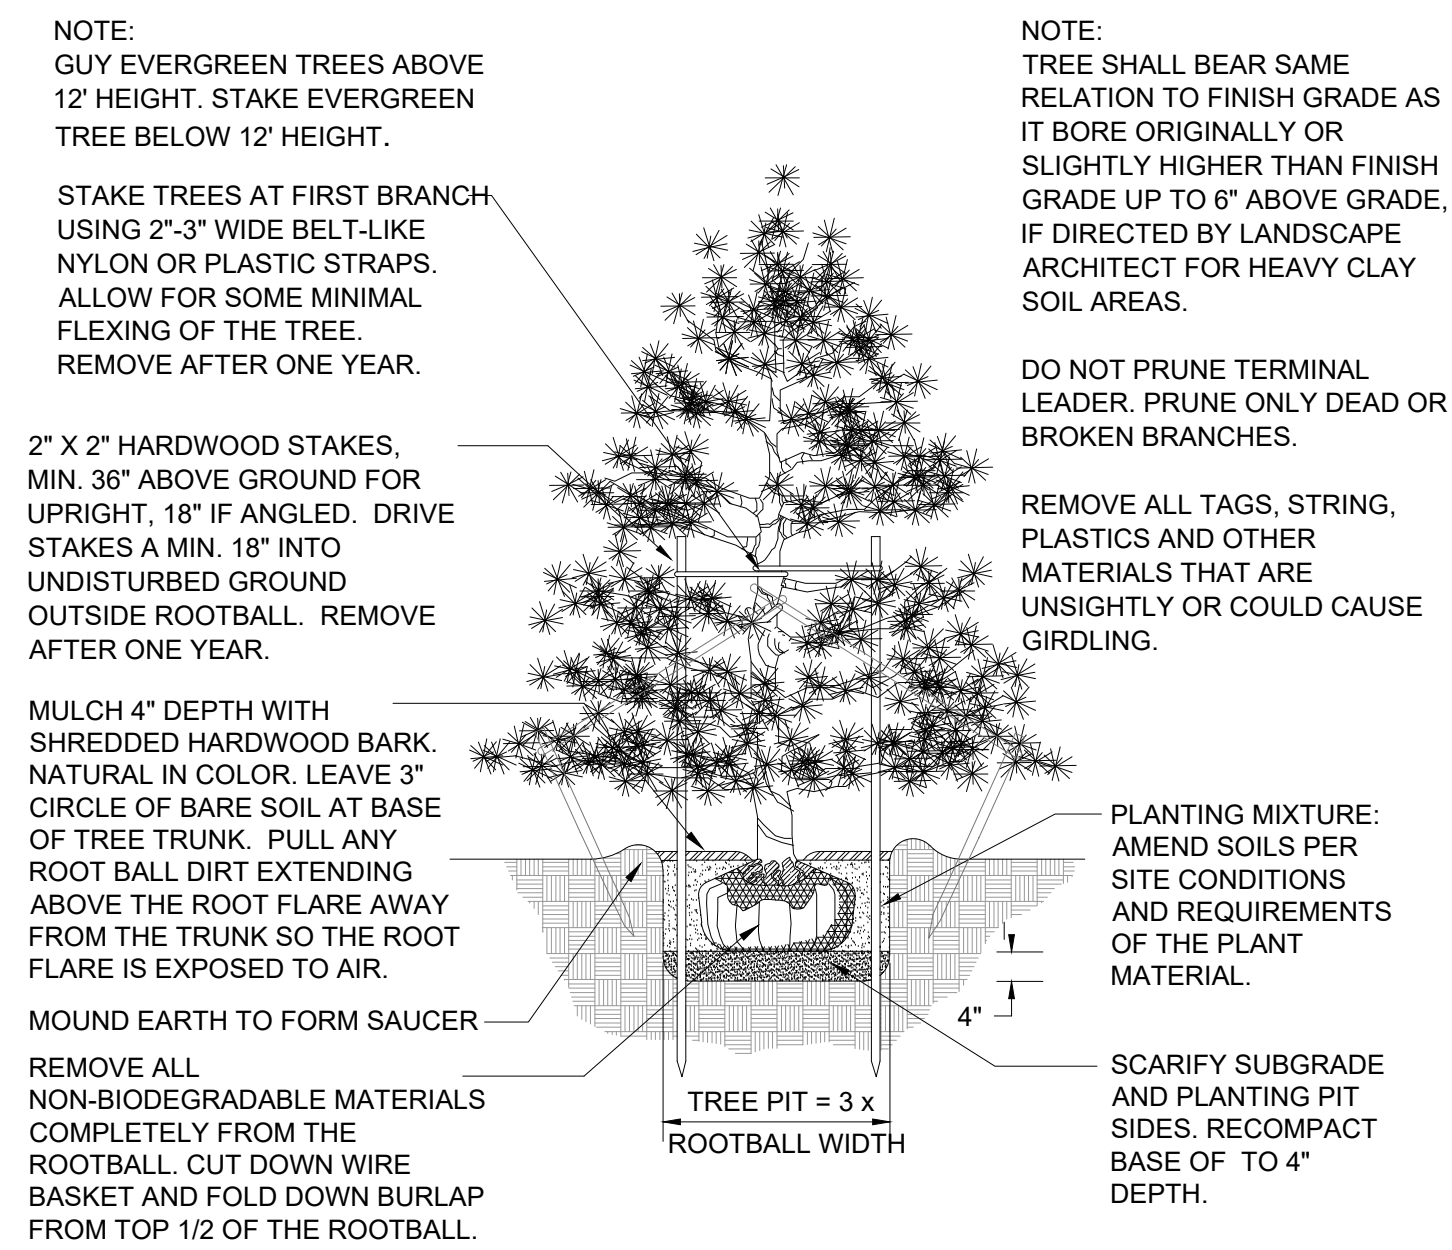 NOTE:
GUY EVERGREEN TREES ABOVE
12' HEIGHT. STAKE EVERGREEN
TREE BELOW 12' HEIGHT.
STAKE TREES AT FIRST BRANCH
USING 2"-3" WIDE BELT-LIKE
NYLON OR PLASTIC STRAPS.
ALLOW FOR SOME MINIMAL
FLEXING OF THE TREE.
REMOVE AFTER ONE YEAR.
2" X 2" HARDWOOD STAKES,
MIN. 36" ABOVE GROUND FOR
UPRIGHT, 18" IF ANGLED. DRIVE
STAKES A MIN. 18" INTO
UNDISTURBED GROUND
OUTSIDE ROOTBALL. REMOVE
AFTER ONE YEAR.
MULCH 4" DEPTH WITH
SHREDDED HARDWOOD BARK.
NATURAL IN COLOR. LEAVE 3"
CIRCLE OF BARE SOIL AT BASE
OF TREE TRUNK. PULL ANY
ROOT BALL DIRT EXTENDING
ABOVE THE ROOT FLARE AWAY
FROM THE TRUNK SO THE ROOT
FLARE IS EXPOSED TO AIR.
MOUND EARTH TO FORM SAUCER
REMOVE ALL
NON-BIODEGRADABLE MATERIALS
COMPLETELY FROM THE
ROOTBALL. CUT DOWN WIRE
BASKET AND FOLD DOWN BURLAP
FROM TOP 1/2 OF THE ROOTBALL.
TREE PIT = 3 x
ROOTBALL WIDTH
4"
NOTE:
TREE SHALL BEAR SAME
RELATION TO FINISH GRADE AS
IT BORE ORIGINALLY OR
SLIGHTLY HIGHER THAN FINISH
GRADE UP TO 6" ABOVE GRADE,
IF DIRECTED BY LANDSCAPE
ARCHITECT FOR HEAVY CLAY
SOIL AREAS.
DO NOT PRUNE TERMINAL
LEADER. PRUNE ONLY DEAD OR
BROKEN BRANCHES.
REMOVE ALL TAGS, STRING,
PLASTICS AND OTHER
MATERIALS THAT ARE
UNSIGHTLY OR COULD CAUSE
GIRDLING.
PLANTING MIXTURE:
AMEND SOILS PER
SITE CONDITIONS
AND REQUIREMENTS
OF THE PLANT
MATERIAL.
SCARIFY SUBGRADE
AND PLANTING PIT
SIDES. RECOMPACT
BASE OF TO 4"
DEPTH.